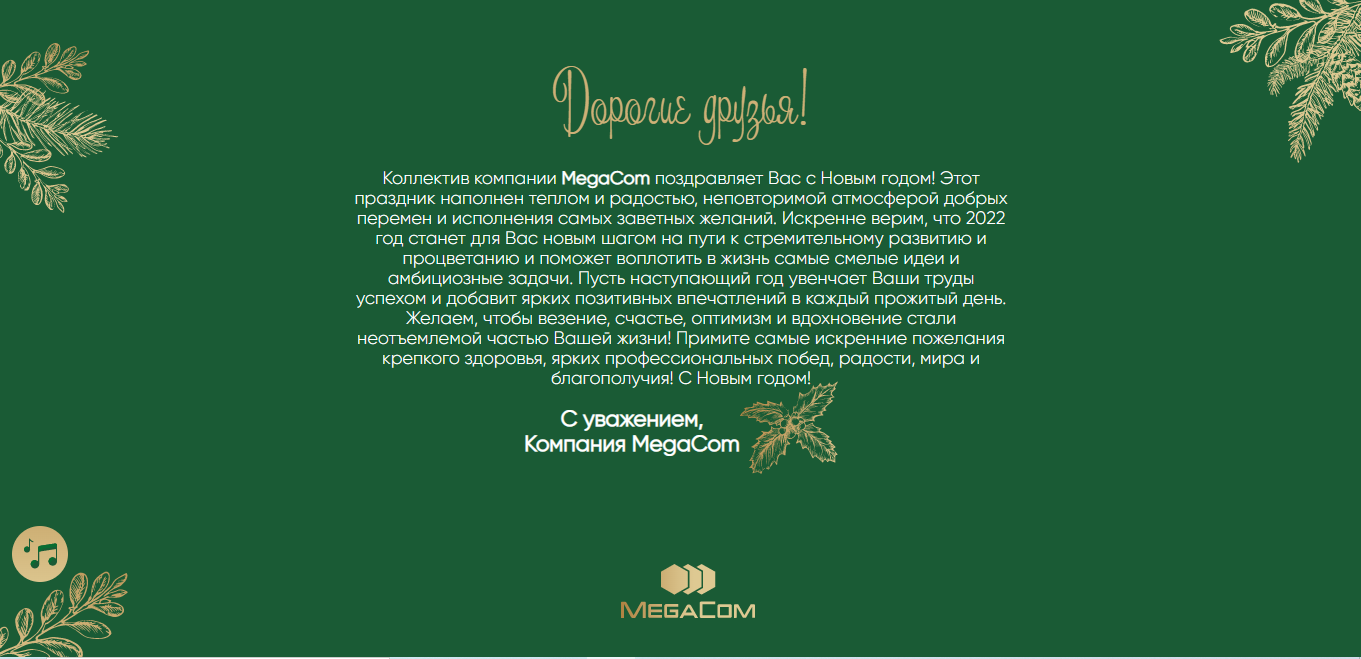 Дорогие друзья!
Коллектив компании MegaCom поздравляет Вас с Новым годом! Этот
праздник наполнен теплом и радостью, неповторимой атмосферой добрых
перемен и исполнения самых заветных желаний. Искренне верим, что 2022
год станет для Вас новым шагом на пути к стремительному развитию и
процветанию и поможет воплотить в жизнь самые смелые идеи и
амбициозные задачи. Пусть наступающий год увенчает Ваши труды
успехом и добавит ярких позитивных впечатлений в каждый прожитый день.
Желаем, чтобы везение, счастье, оптимизм и вдохновение стали
неотъемлемой частью Вашей жизни! Примите самые искренние пожелания
крепкого здоровья, ярких профессиональных побед, радости, мира и
благополучия! С Новым годом!
С уважением,
Компания MegaCom
MEGACOM